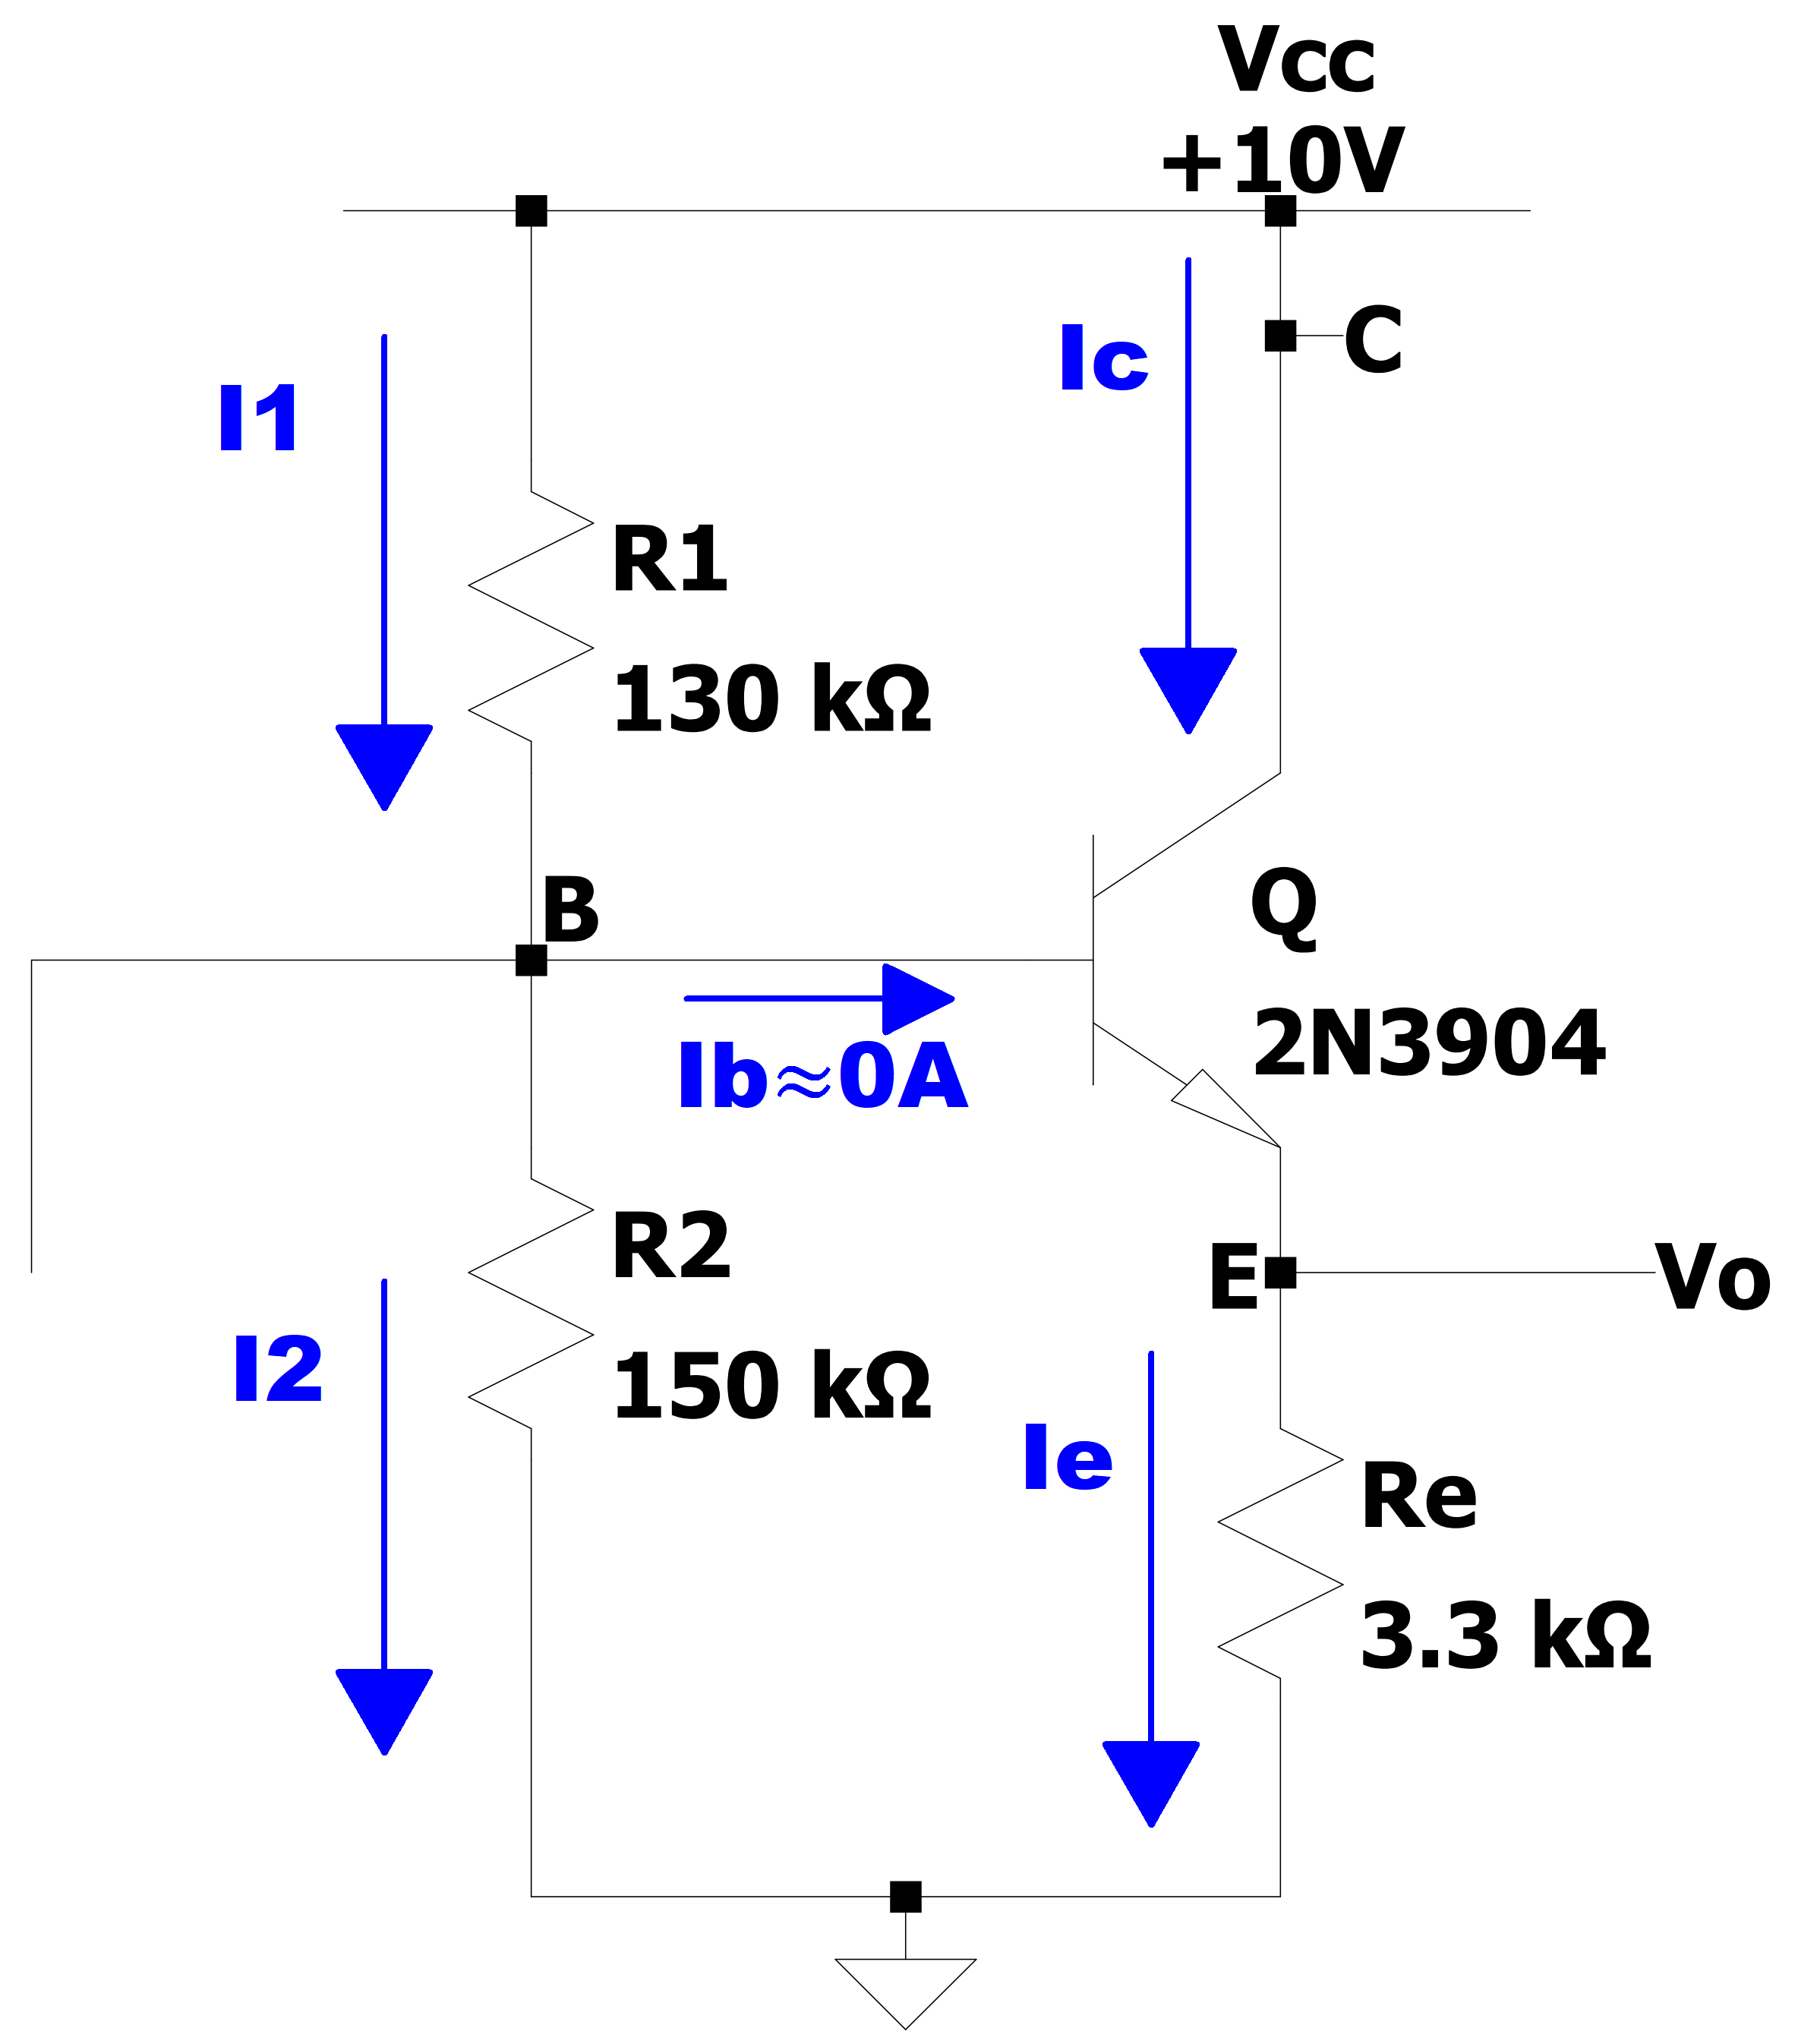 Vcc
+10V
C
Ic
I1
R1
130 kΩ
B
Q
2N3904
Ib≈0A
R2
150 kΩ
E
Vo
I2
Ie
Re
3.3 kΩ